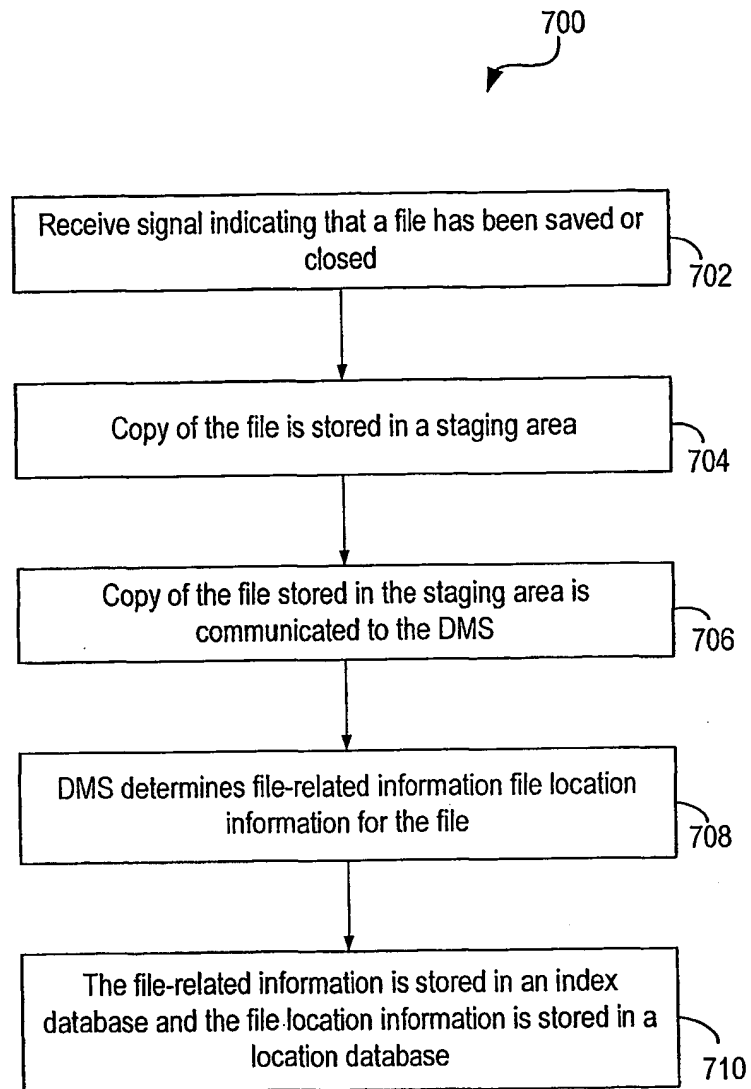 700
Receive signal indicating that a file has been saved or
closed
702
Copy of the file is stored in a staging area
704
Copy of the file stored in the staging area is
communicated to the DMS
706
DMS determines file-related information file location
information for the file
708
The file-related information is stored in an index
database and the file location information is stored in a
location database
710